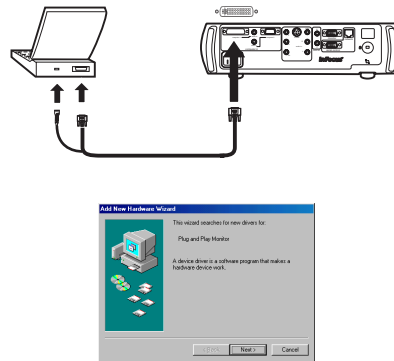 InFocus
Add New Hardware Wizard
This wizard searches for new drivers for:
Plug and Play Monitor
A device driver is a software program that makes a
hardware device work.
< Back
Next >
Cancel